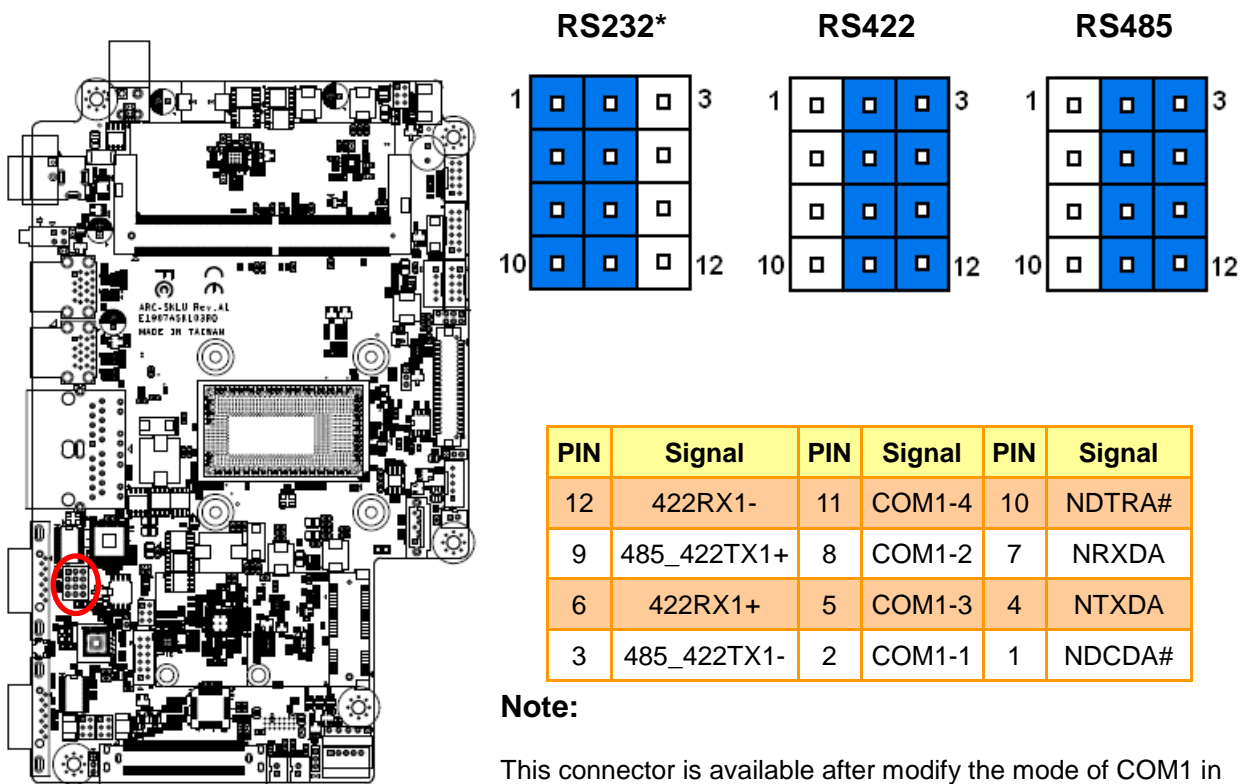 RS232* RS422 RS485
1 3 1 3 1 3
10 12 10 12 10 12
FC CE
ARC-SKLU Rev.A1
E1907ASKL03R0
MADE IN TAIWAN
PIN Signal PIN Signal PIN Signal
12 422RX1- 11 COM1-4 10 NDTRA#
9 485_422TX1+ 8 COM1-2 7 NRXDA
6 422RX1+ 5 COM1-3 4 NTXDA
3 485_422TX1- 2 COM1-1 1 NDCDA#
Note:
This connector is available after modify the mode of COM1 in